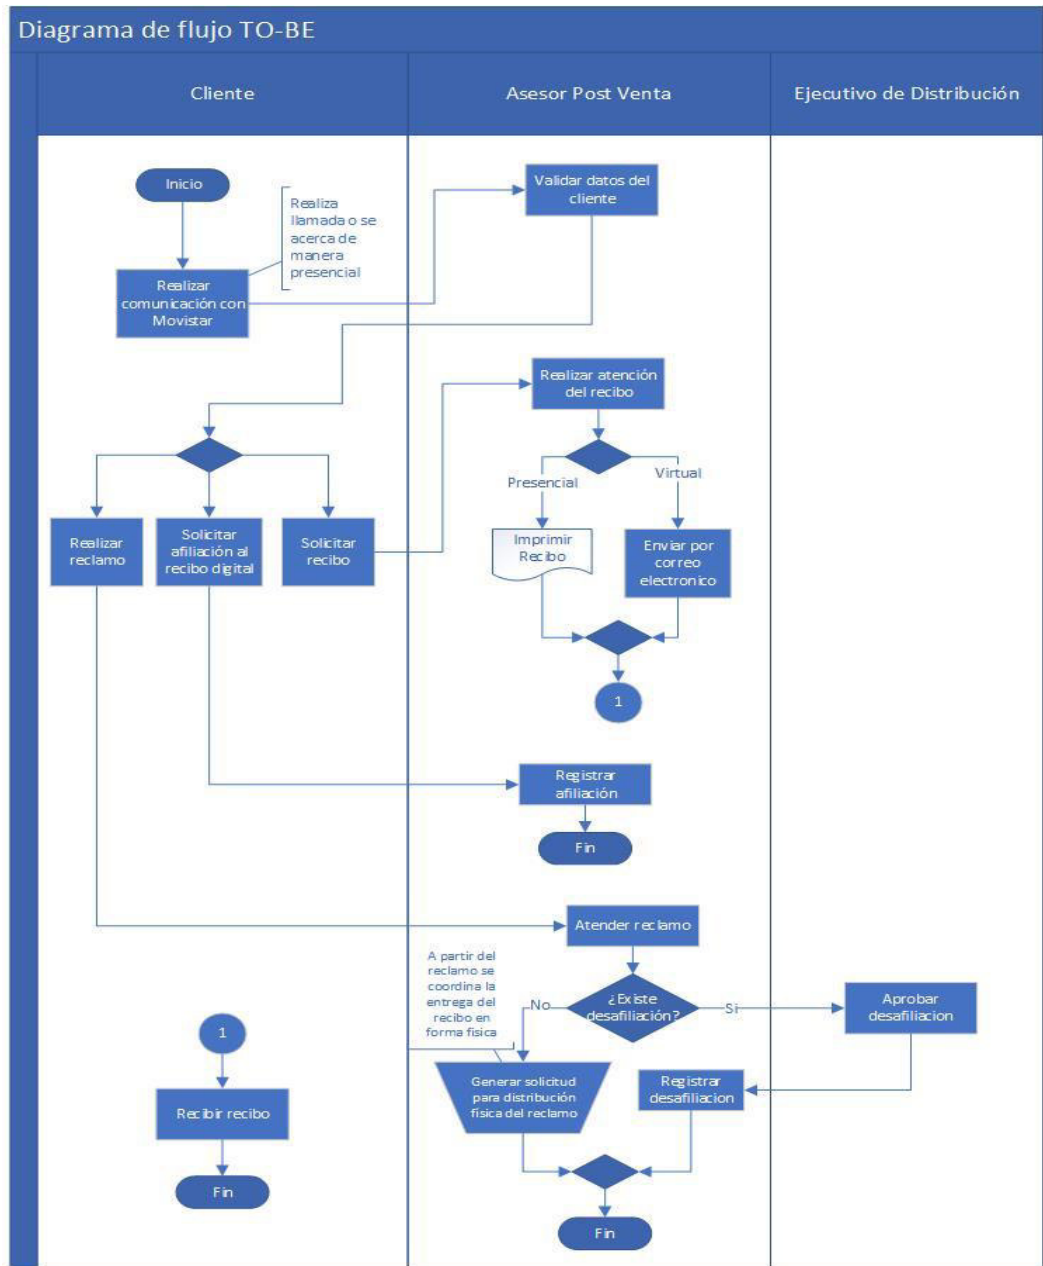 Diagrama de flujo TO-BE
Cliente
Asesor Post Venta
Ejecutivo de Distribución
Inicio
Realiza
llamada o se
acerca de
manera
presencial
Validar datos del
cliente
Realizar
comunicación con
Movistar
Realizar atención
del recibo
Presencial
Virtual
Realizar
reclamo
Solicitar
afiliación al
recibo digital
Solicitar
recibo
Imprimir
Recibo
Enviar por
correo
electronico
1
Registrar
afiliación
Fin
Atender reclamo
A partir del
reclamo se
coordina la
entrega del
recibo en
forma fisica
No
¿Existe
desafiliación?
Si
Aprobar
desafiliacion
1
Generar solicitud
para distribución
física del reclamo
Registrar
desafiliacion
Recibir recibo
Fin
Fin